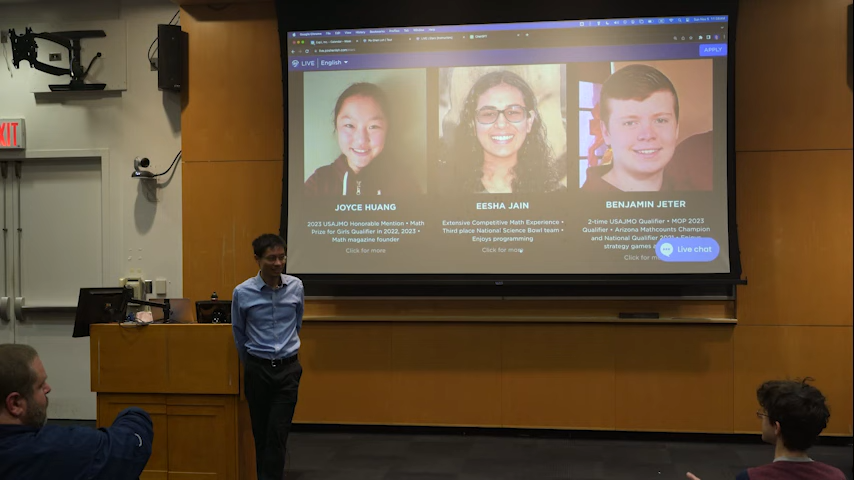 EXIT
LIVE | English
APPLY
JOYCE HUANG
2023 USAJMO Honorable Mention • Math
Prize for Girls Qualifier in 2022, 2023 •
Math magazine founder
Click for more
EESHA JAIN
Extensive Competitive Math Experience •
Third place National Science Bowl team •
Enjoys programming
Click for more
BENJAMIN JETER
2-time USAJMO Qualifier • MOP 2023
Qualifier • Arizona Mathcounts Champion
and National Qualifier • Enjoys
strategy games
Click for
Live chat